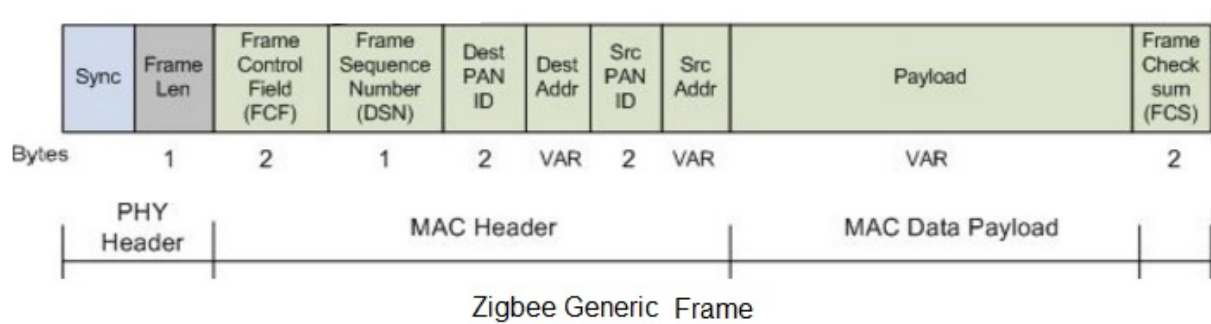 Sync
Frame
Len
Frame
Control
Field
(FCF)
Frame
Sequence
Number
(DSN)
Dest
PAN
ID
Dest
Addr
Src
PAN
ID
Src
Addr
Payload
Frame
Check
sum
(FCS)
Bytes 1 2 1 2 VAR 2 VAR VAR 2
PHY
Header
MAC Header
MAC Data Payload
Zigbee Generic Frame